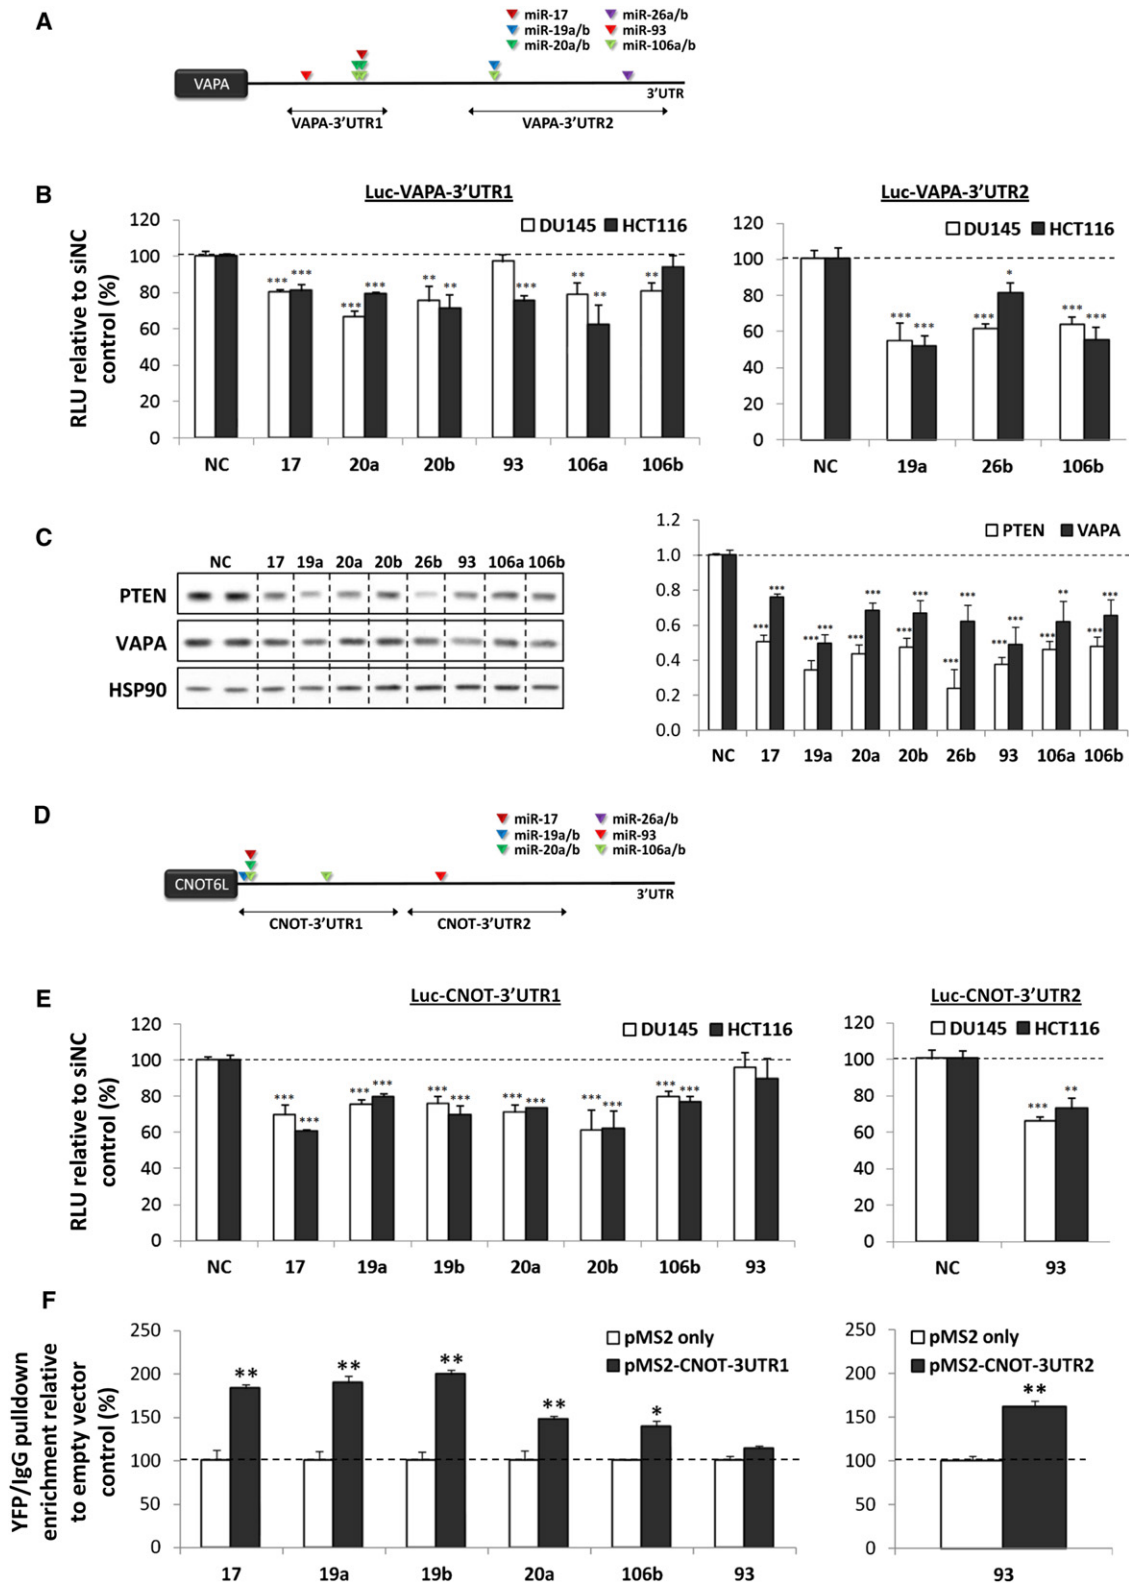 A
miR-17 miR-26a/b
miR-19a/b miR-93
miR-20a/b miR-106a/b
VAPA
3'UTR
VAPA-3'UTR1 VAPA-3'UTR2
B
Luc-VAPA-3'UTR1
RLU relative to siNC control (%)
DU145 HCT116
120
100
80
60
40
20
0
*** *** *** *** ** ** *** ** ** **
NC 17 20a 20b 93 106a 106b
Luc-VAPA-3'UTR2
DU145 HCT116
120
100
80
60
40
20
0
*** *** *** * *** ***
NC 19a 26b 106b
C
NC 17 19a 20a 20b 26b 93 106a 106b
PTEN
VAPA
HSP90
PTEN VAPA
1.2
1.0
0.8
0.6
0.4
0.2
0.0
*** *** *** *** *** *** *** *** *** *** *** *** *** ** *** ***
NC 17 19a 20a 20b 26b 93 106a 106b
D
miR-17 miR-26a/b
miR-19a/b miR-93
miR-20a/b miR-106a/b
CNOT6L
3'UTR
CNOT-3'UTR1 CNOT-3'UTR2
E
Luc-CNOT-3'UTR1
RLU relative to siNC control (%)
DU145 HCT116
120
100
80
60
40
20
0
*** *** *** *** *** *** *** *** *** *** *** ***
NC 17 19a 19b 20a 20b 106b 93
Luc-CNOT-3'UTR2
DU145 HCT116
120
100
80
60
40
20
0
*** **
NC 93
F
YFP/IgG pulldown enrichment relative to empty vector control (%)
pMS2 only
pMS2-CNOT-3UTR1
250
200
150
100
50
0
** ** ** ** *
17 19a 19b 20a 106b 93
pMS2 only
pMS2-CNOT-3UTR2
250
200
150
100
50
0
**
93